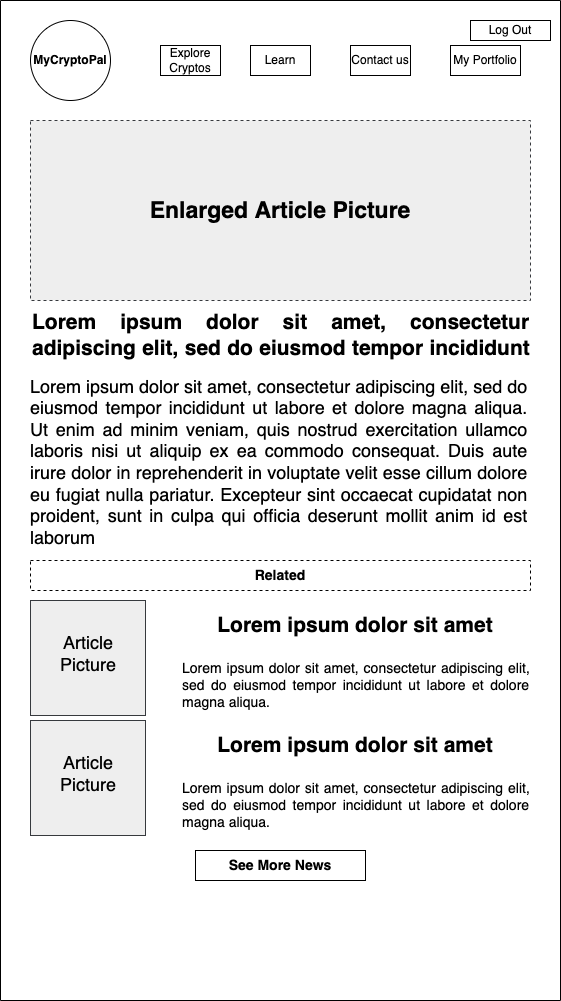 Log Out
MyCryptoPal
Explore
Cryptos
Learn
Contact us
My Portfolio
Enlarged Article Picture
Lorem ipsum dolor sit amet, consectetur
adipiscing elit, sed do eiusmod tempor incididunt
Lorem ipsum dolor sit amet, consectetur adipiscing elit, sed do
eiusmod tempor incididunt ut labore et dolore magna aliqua.
Ut enim ad minim veniam, quis nostrud exercitation ullamco
laboris nisi ut aliquip ex ea commodo consequat. Duis aute
irure dolor in reprehenderit in voluptate velit esse cillum dolore
eu fugiat nulla pariatur. Excepteur sint occaecat cupidatat non
proident, sunt in culpa qui officia deserunt mollit anim id est
laborum
Related
Article
Picture
Lorem ipsum dolor sit amet
Lorem ipsum dolor sit amet, consectetur adipiscing elit,
sed do eiusmod tempor incididunt ut labore et dolore
magna aliqua.
Article
Picture
Lorem ipsum dolor sit amet
Lorem ipsum dolor sit amet, consectetur adipiscing elit,
sed do eiusmod tempor incididunt ut labore et dolore
magna aliqua.
See More News